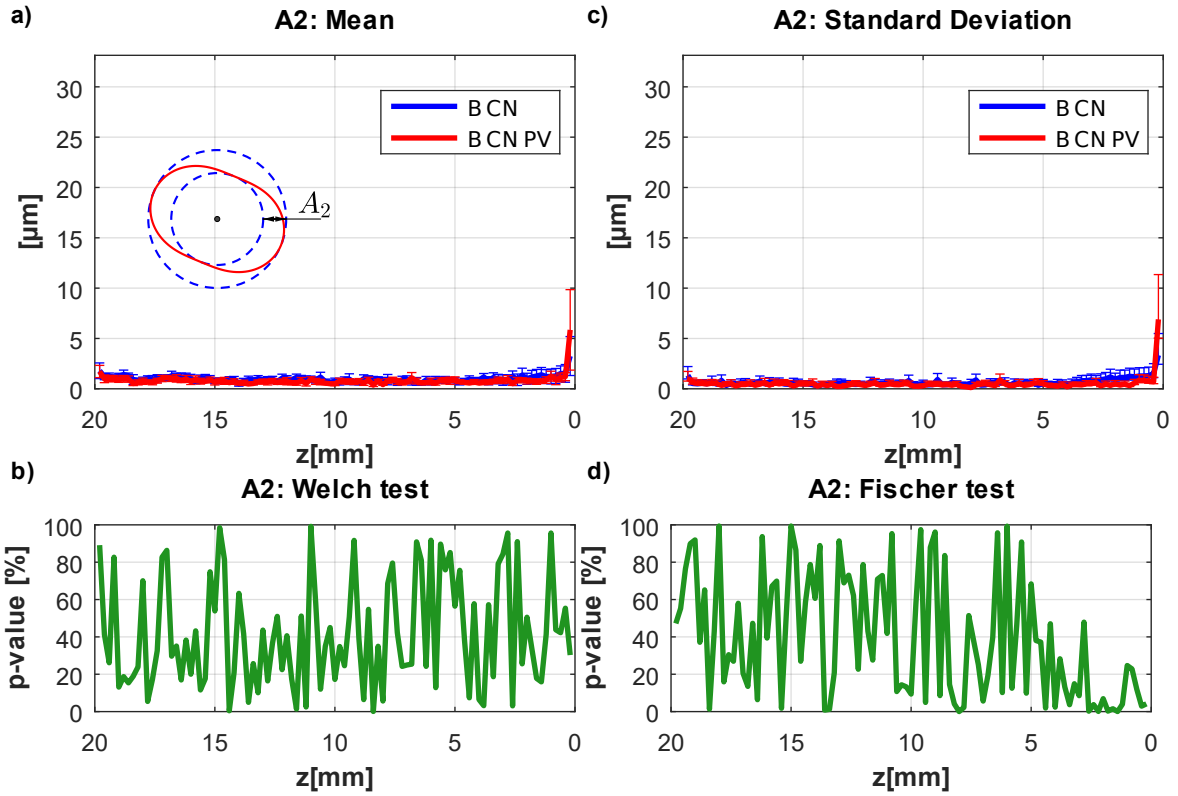 a)
A2: Mean
[µm]
30
25
20
15
10
5
0
B CN
B CN PV
A2
20
15
10
5
0
z[mm]
c)
A2: Standard Deviation
[µm]
30
25
20
15
10
5
0
B CN
B CN PV
20
15
10
5
0
z[mm]
b)
A2: Welch test
p-value [%]
100
80
60
40
20
0
20
15
10
5
0
z[mm]
d)
A2: Fischer test
p-value [%]
100
80
60
40
20
0
20
15
10
5
0
z[mm]